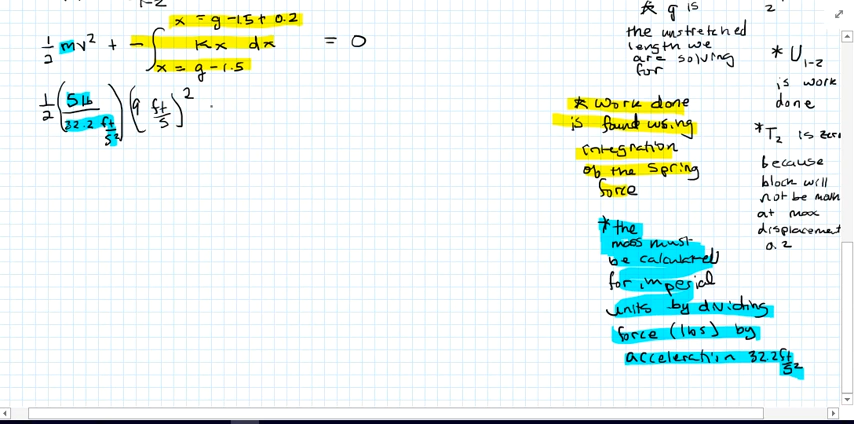 1-2
x = g - 1.5 + 0.2
1/2 mv² + - ∫ Kx dx = 0
x = g - 1.5
1/2 (5 lb / 32.2 ft/s²) (9 ft/s)²
* g is
the unstretched
length we
are solving
for
* Work done
is found using
integration
of the spring
force
* the
mass must
be calculated
for imperial
units by dividing
force (lbs) by
acceleration 32.2 ft/s²
2
* U1-2
is work
done
* T2 is zero
because
block will
not be
at max
displacement
0.2